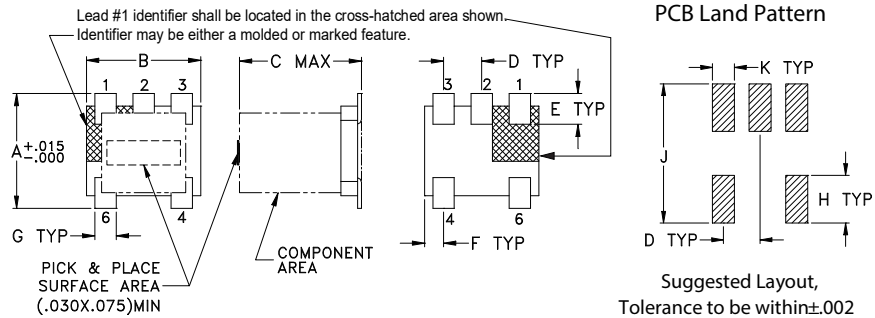 Lead #1 identifier shall be located in the cross-hatched area shown.
Identifier may be either a molded or marked feature.
PCB Land Pattern
B
C MAX
D TYP
K TYP
1 2 3
3 2 1
E TYP
A +.015
-.000
J
H TYP
6 4
4 6
G TYP
F TYP
D TYP
PICK & PLACE
SURFACE AREA
(.030X.075)MIN
COMPONENT
AREA
Suggested Layout,
Tolerance to be within±.002